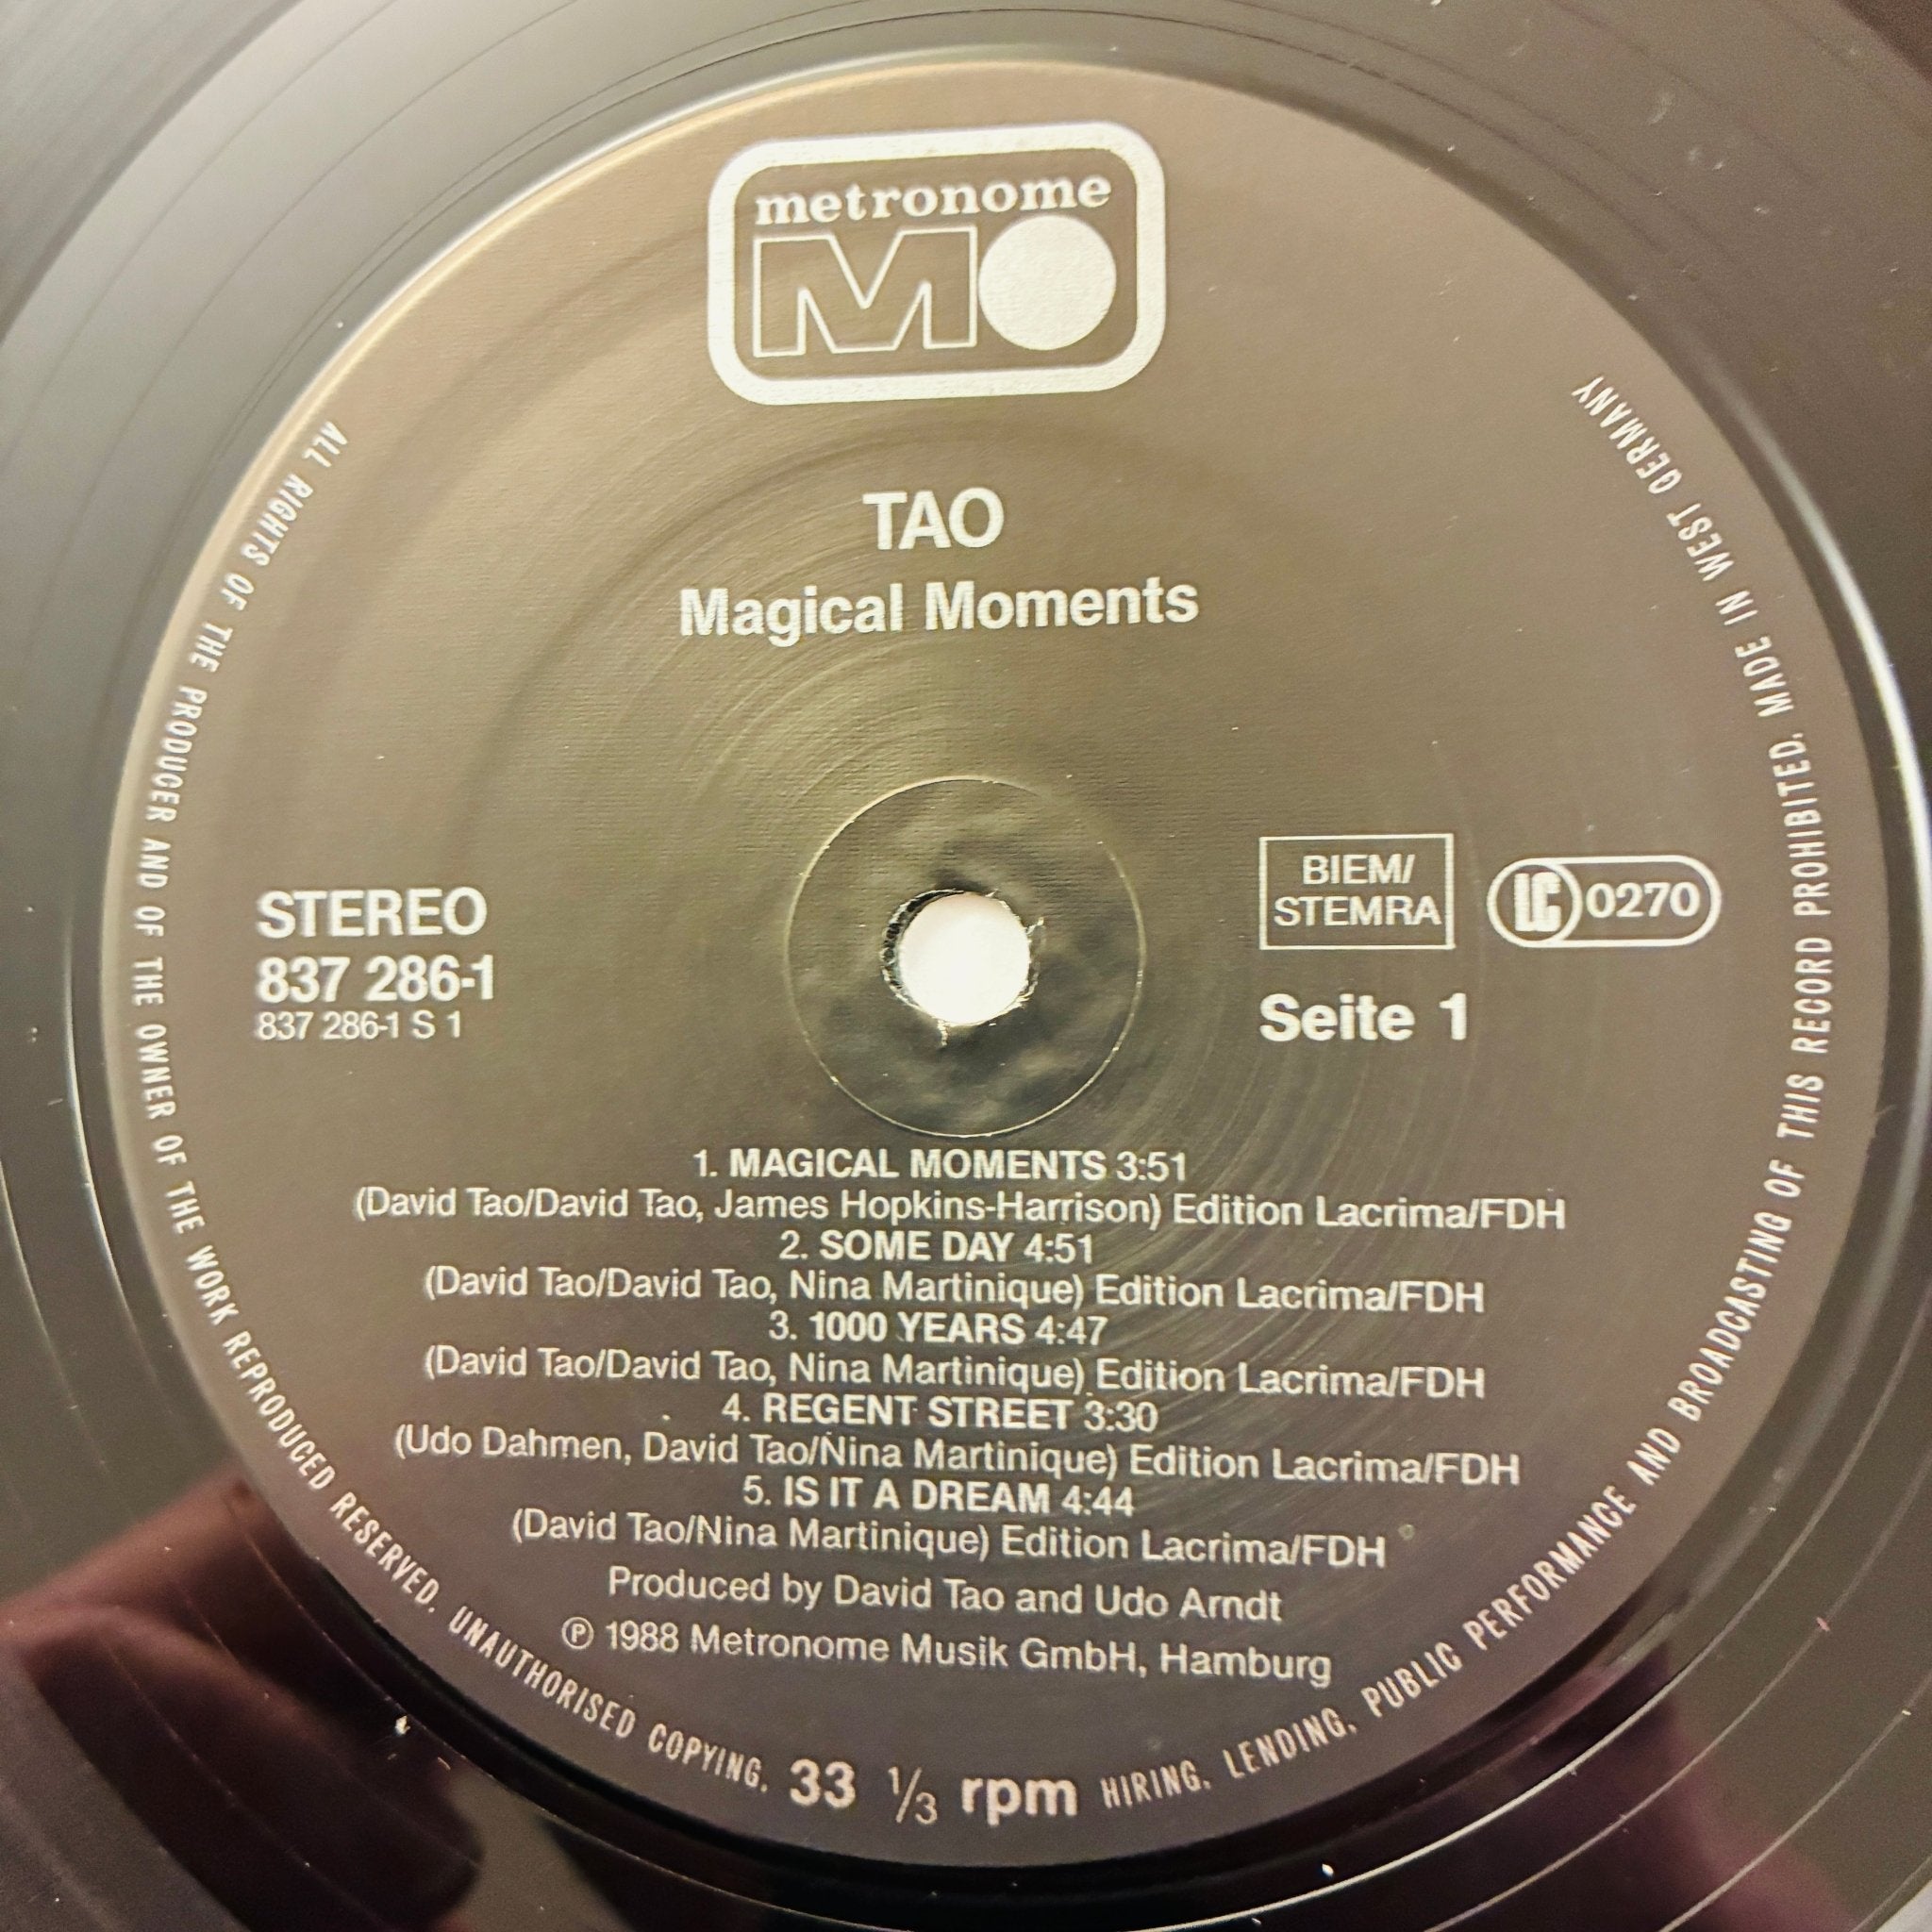 metronome
MO
TAO
Magical Moments
STEREO
837 286-1
837 286-1 S 1
BIEM/
STEMRA
LC 0270
Seite 1
1. MAGICAL MOMENTS 3:51
(David Tao/David Tao, James Hopkins-Harrison) Edition Lacrima/FDH
2. SOME DAY 4:51
(David Tao/David Tao, Nina Martinique) Edition Lacrima/FDH
3. 1000 YEARS 4:47
(David Tao/David Tao, Nina Martinique) Edition Lacrima/FDH
4. REGENT STREET 3:30
(Udo Dahmen, David Tao/Nina Martinique) Edition Lacrima/FDH
5. IS IT A DREAM 4:44
(David Tao/Nina Martinique) Edition Lacrima/FDH
Produced by David Tao and Udo Arndt
℗ 1988 Metronome Musik GmbH, Hamburg
ALL RIGHTS OF THE PRODUCER AND OF THE OWNER OF THE WORK REPRODUCED RESERVED. UNAUTHORISED COPYING, HIRING, LENDING, PUBLIC PERFORMANCE AND BROADCASTING OF THIS RECORD PROHIBITED. MADE IN WEST GERMANY
33 1/3 rpm